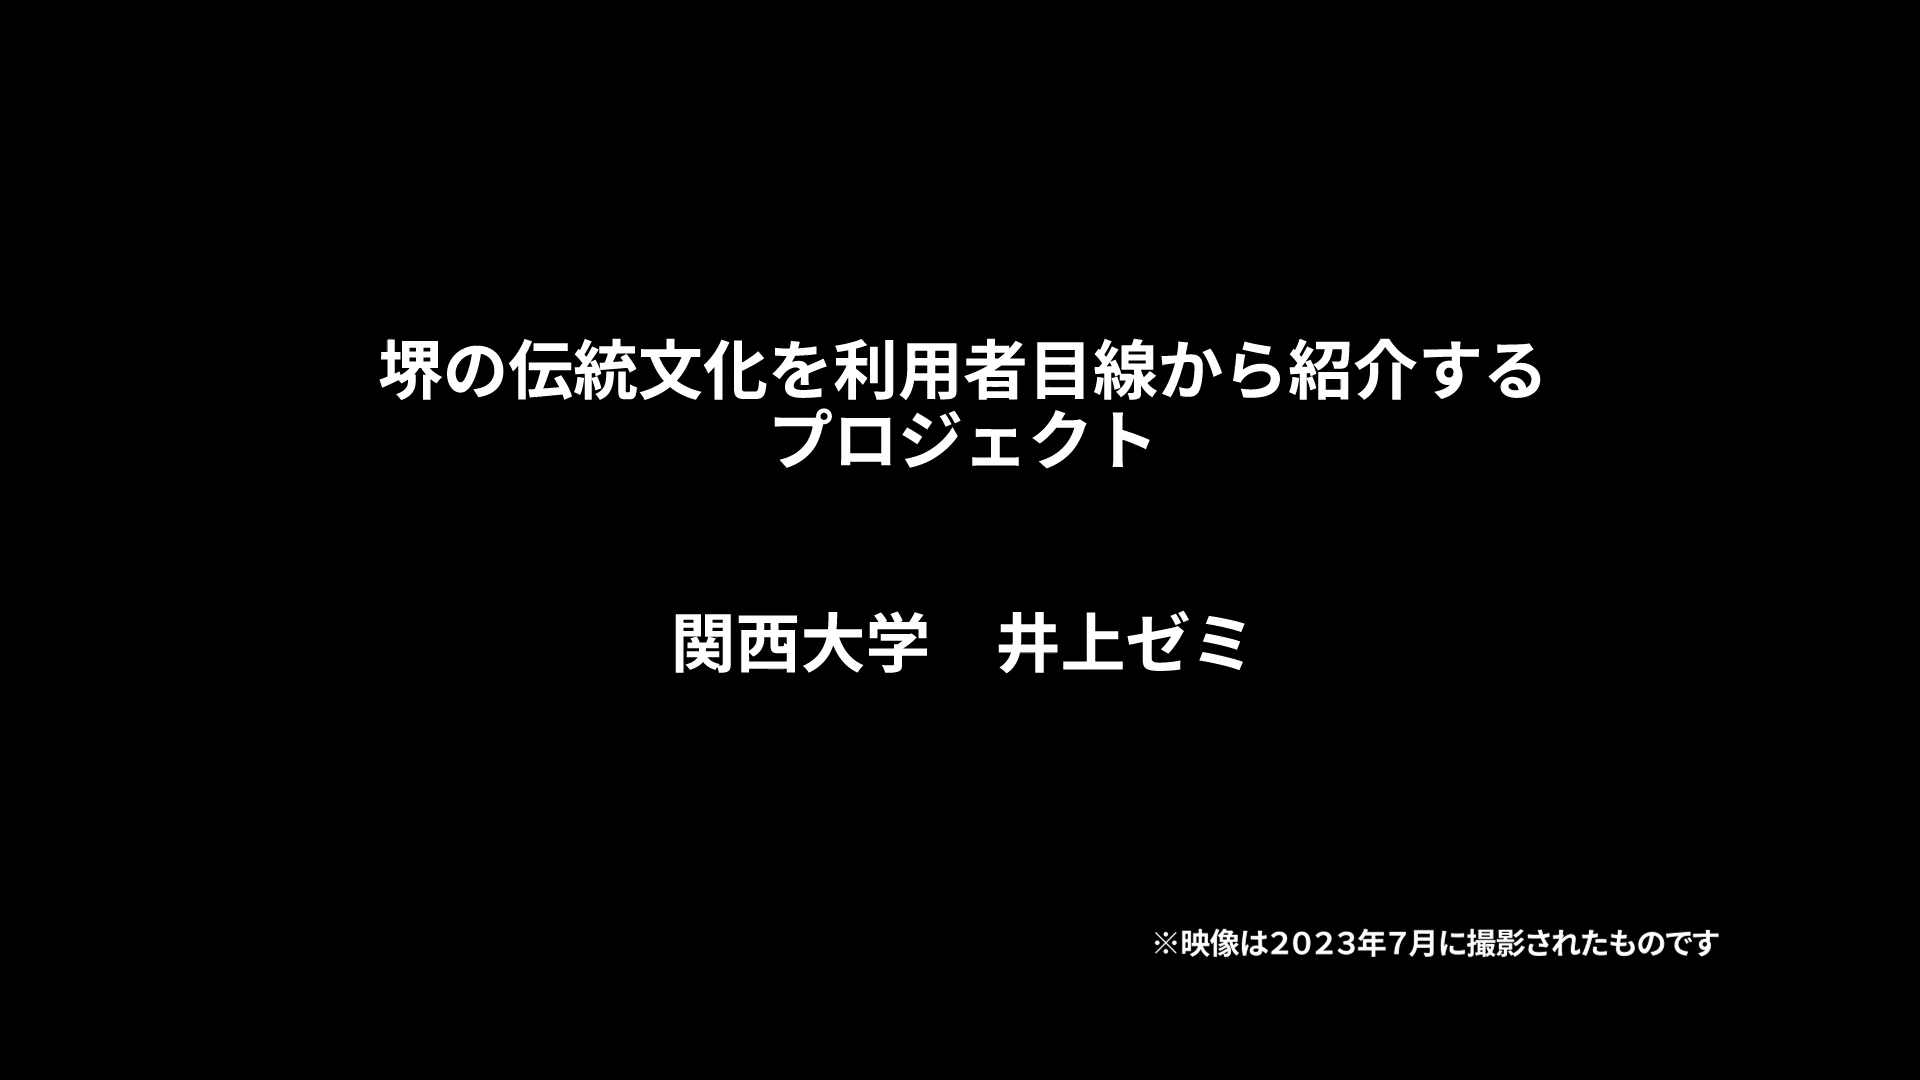 堺の伝統文化を利用者目線から紹介する
プロジェクト
関西大学　井上ゼミ
※映像は２０２３年７月に撮影されたものです